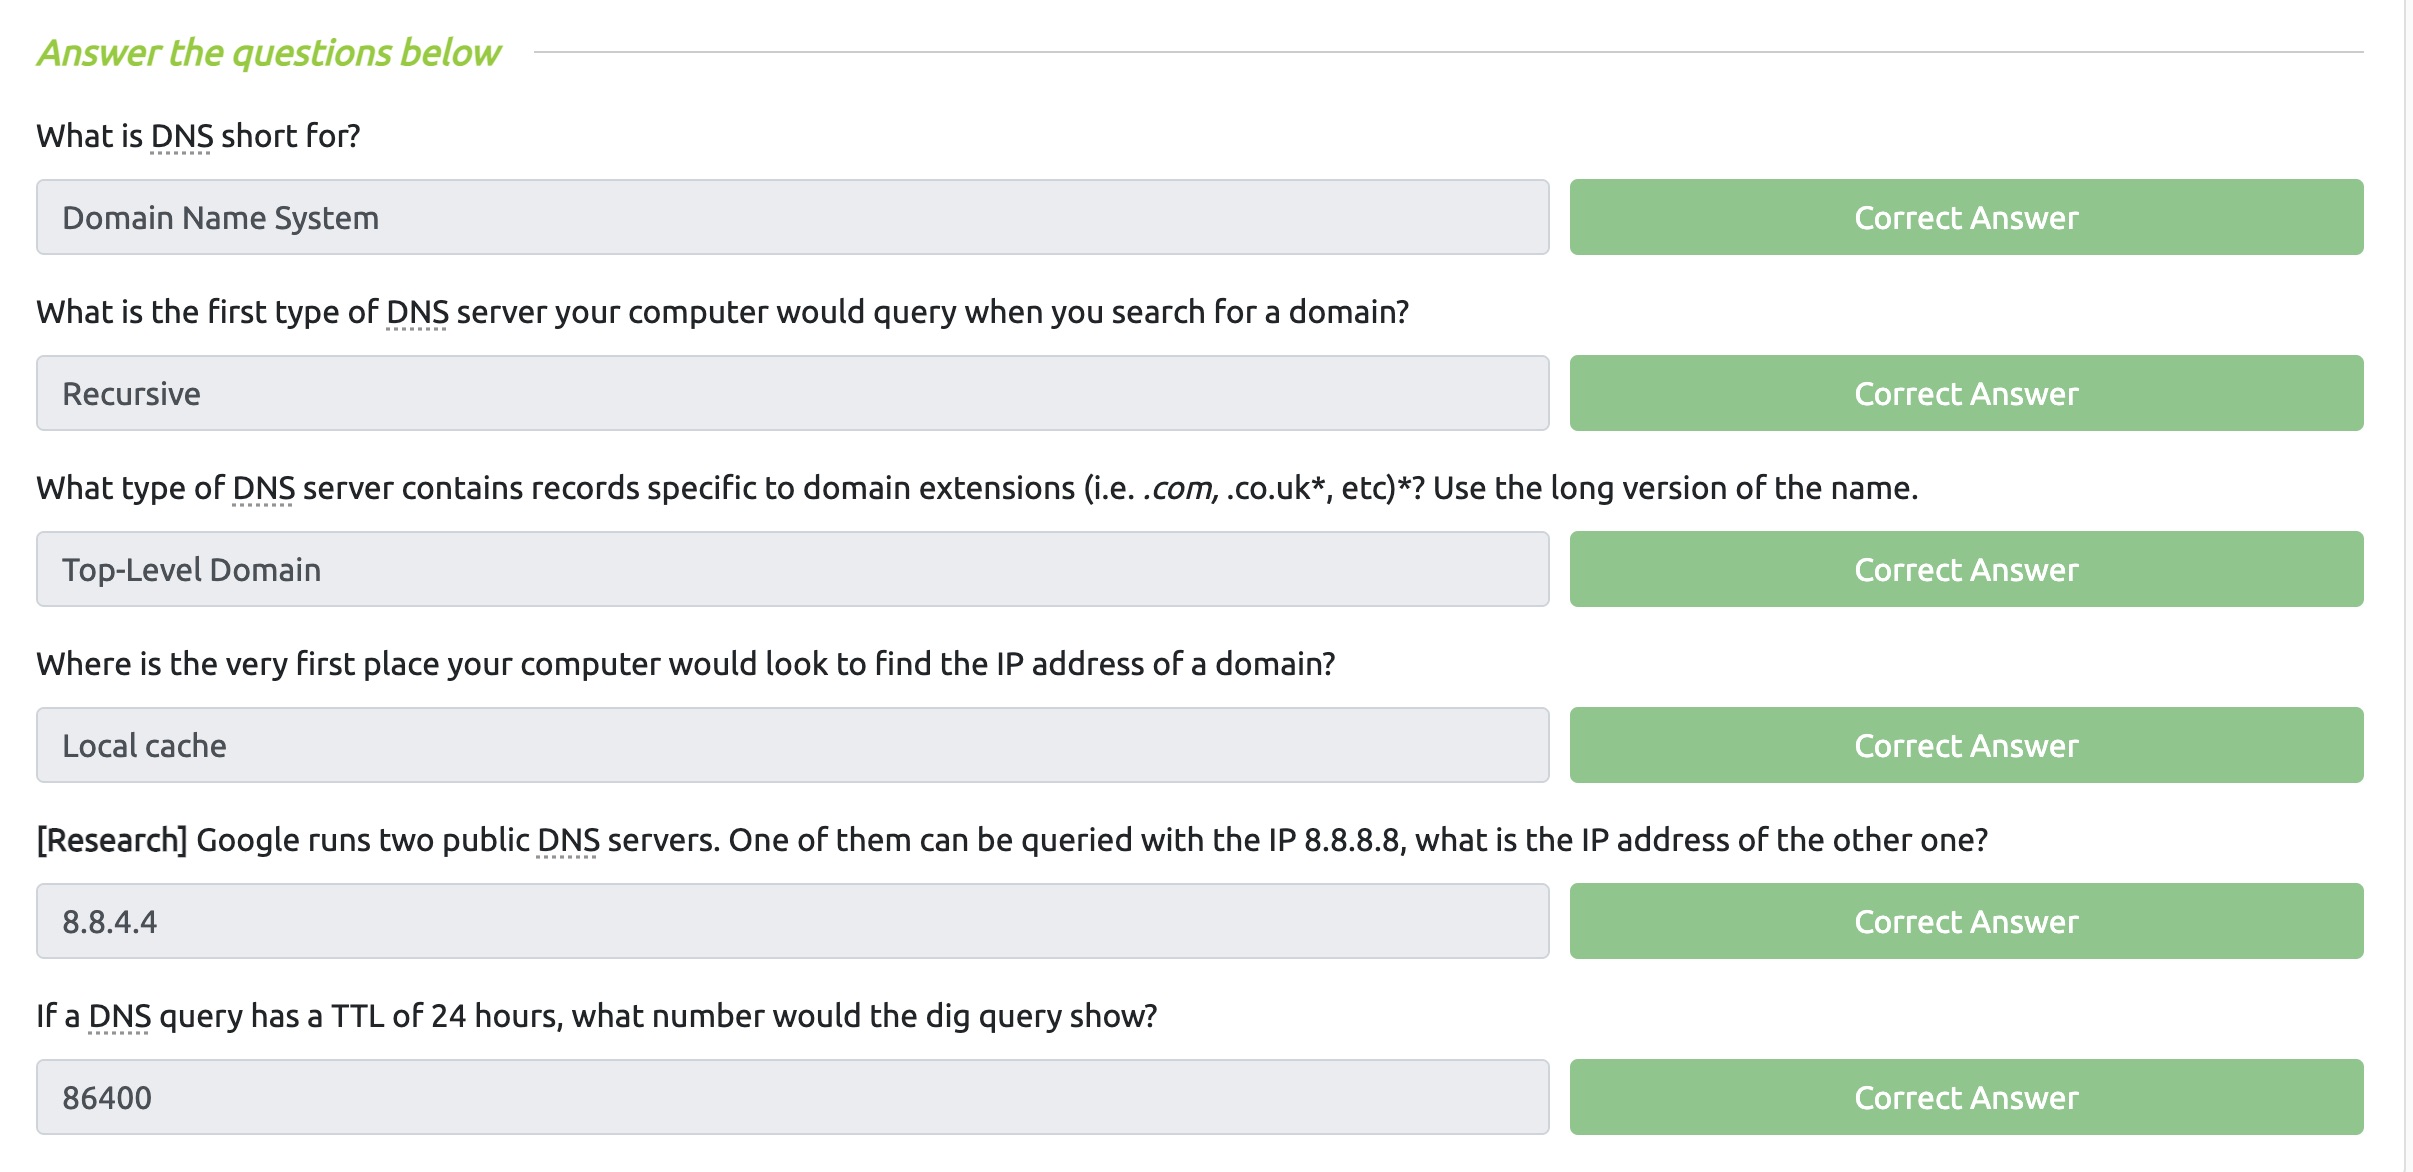 Answer the questions below
What is DNS short for?
Domain Name System
Correct Answer
What is the first type of DNS server your computer would query when you search for a domain?
Recursive
Correct Answer
What type of DNS server contains records specific to domain extensions (i.e. .com, .co.uk*, etc)*? Use the long version of the name.
Top-Level Domain
Correct Answer
Where is the very first place your computer would look to find the IP address of a domain?
Local cache
Correct Answer
[Research] Google runs two public DNS servers. One of them can be queried with the IP 8.8.8.8, what is the IP address of the other one?
8.8.4.4
Correct Answer
If a DNS query has a TTL of 24 hours, what number would the dig query show?
86400
Correct Answer